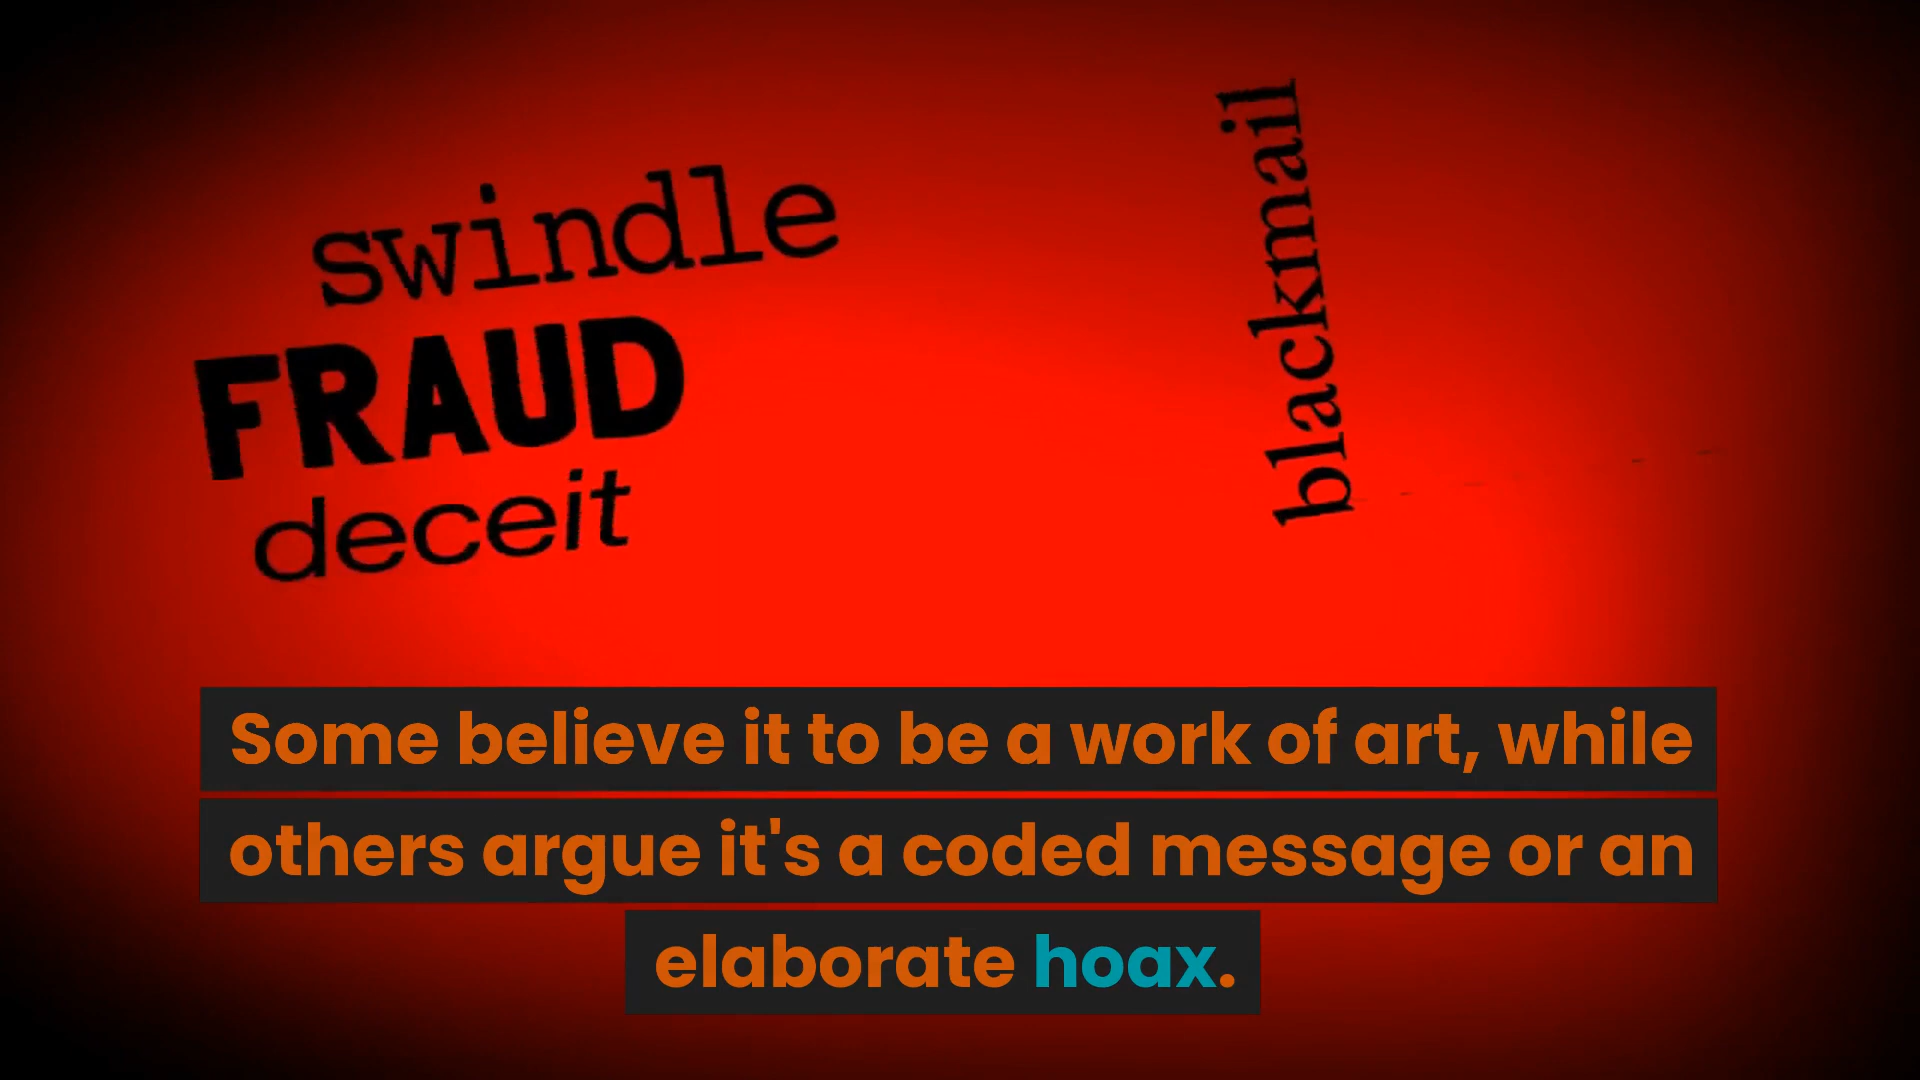 swindle
FRAUD
deceit
blackmail
Some believe it to be a work of art, while
others argue it's a coded message or an
elaborate hoax.